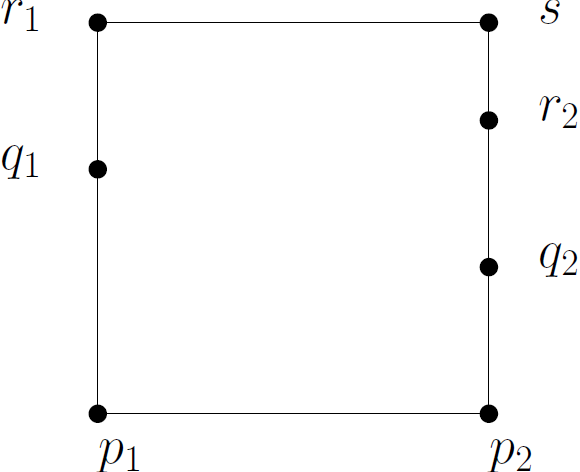 r₁ s
r₂
q₁
q₂
p₁ p₂